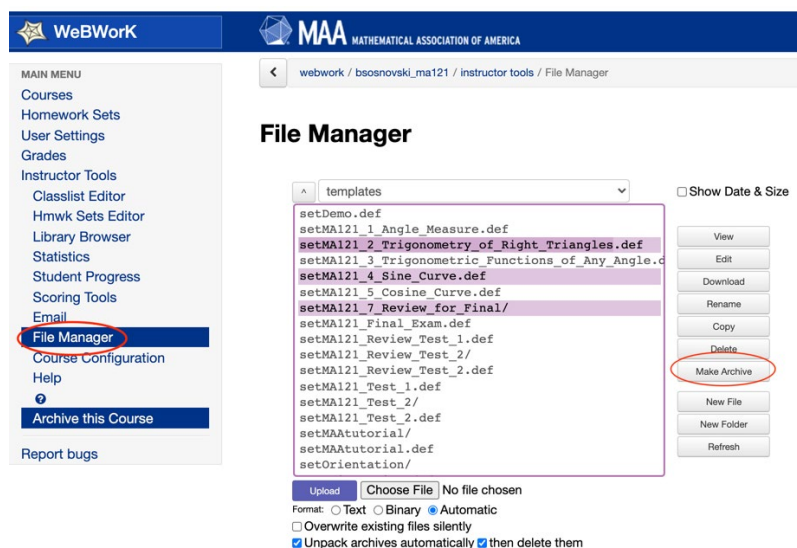 WeBWorK
MAA MATHEMATICAL ASSOCIATION OF AMERICA
MAIN MENU
Courses
Homework Sets
User Settings
Grades
Instructor Tools
Classlist Editor
Hmwk Sets Editor
Library Browser
Statistics
Student Progress
Scoring Tools
Email
File Manager
Course Configuration
Help
?
Archive this Course
Report bugs
< webwork / bsosnovski_ma121 / instructor tools / File Manager
File Manager
^ templates
Show Date & Size
setDemo.def
setMA121_1_Angle_Measure.def
setMA121_2_Trigonometry_of_Right_Triangles.def
setMA121_3_Trigonometric_Functions_of_Any_Angle.d
setMA121_4_Sine_Curve.def
setMA121_5_Cosine_Curve.def
setMA121_7_Review_for_Final/
setMA121_Final_Exam.def
setMA121_Review_Test_1.def
setMA121_Review_Test_2/
setMA121_Review_Test_2.def
setMA121_Test_1.def
setMA121_Test_2/
setMA121_Test_2.def
setMAAtutorial/
setMAAtutorial.def
setOrientation/
View
Edit
Download
Rename
Copy
Delete
Make Archive
New File
New Folder
Refresh
Upload Choose File No file chosen
Format: Text Binary Automatic
Overwrite existing files silently
Unpack archives automatically then delete them